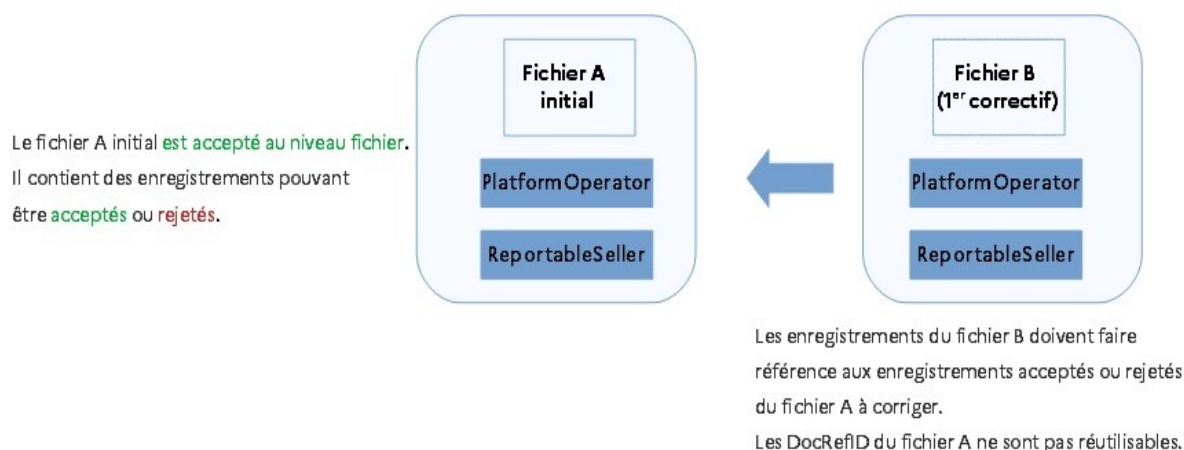 Le fichier A initial est accepté au niveau fichier.
Il contient des enregistrements pouvant
être acceptés ou rejetés.
Fichier A
initial
PlatformOperator
ReportableSeller
Fichier B
(1er correctif)
PlatformOperator
ReportableSeller
Les enregistrements du fichier B doivent faire
référence aux enregistrements acceptés ou rejetés
du fichier A à corriger.
Les DocRefID du fichier A ne sont pas réutilisables.